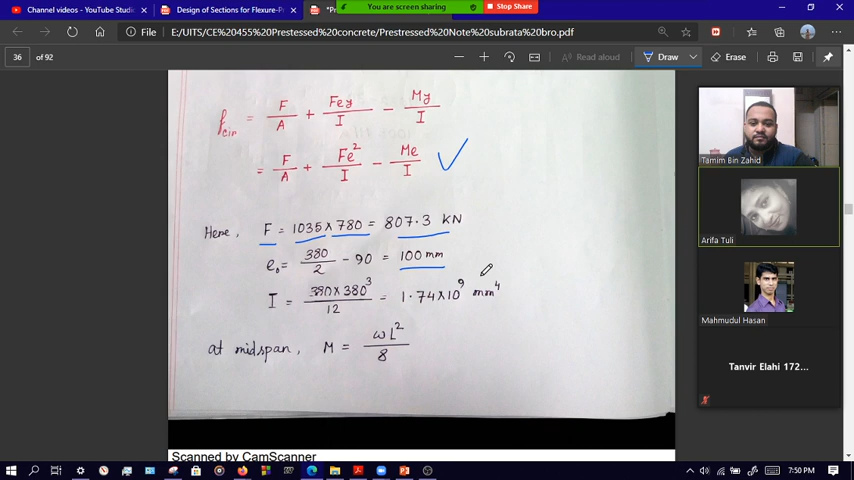 Channel videos - YouTube Studio
Design of Sections for Flexure-Pr
You are screen sharing
Stop Share
File
E:/UITS/CE%20455%20Prestessed%20concrete/Prestressed%20Note%20subrata%20bro.pdf
36
of 92
Read aloud
Draw
Erase
= F/A + Fey/I − My/I
= F/A + Fe²/I − Me/I
Here, F = 1035 x 780 = 807.3 kN
e₀ = 380/2 − 90 = 100 mm
I = 380 x 380³/12 = 1.74 x 10⁹ mm⁴
at midspan, M = ωL²/8
Scanned by CamScanner
Tamim Bin Zahid
Arifa Tuli
Mahmudul Hasan
Tanvir Elahi 172...
7:50 PM